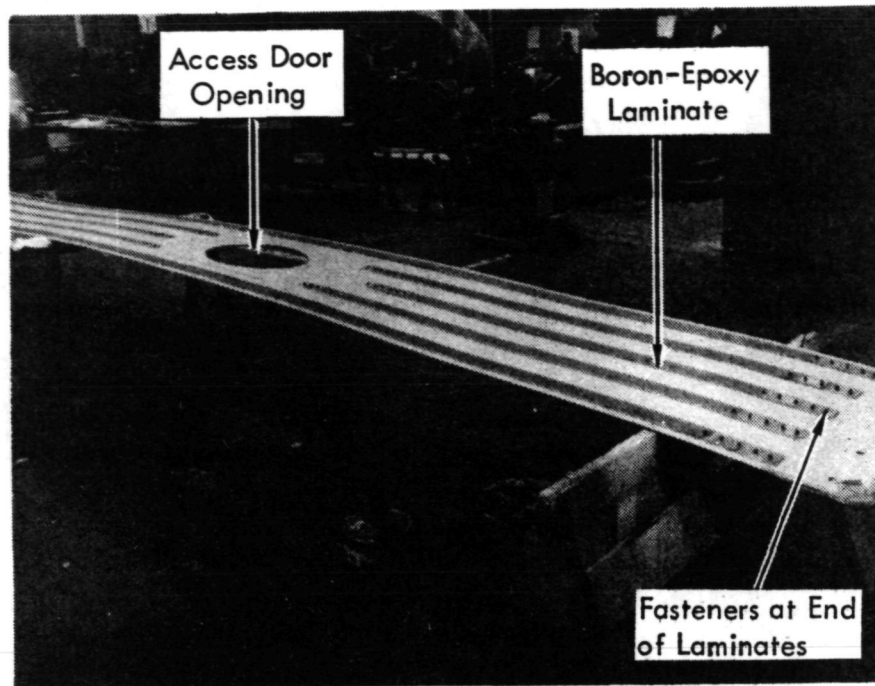 Access Door
Opening
Boron-Epoxy
Laminate
Fasteners at End
of Laminates